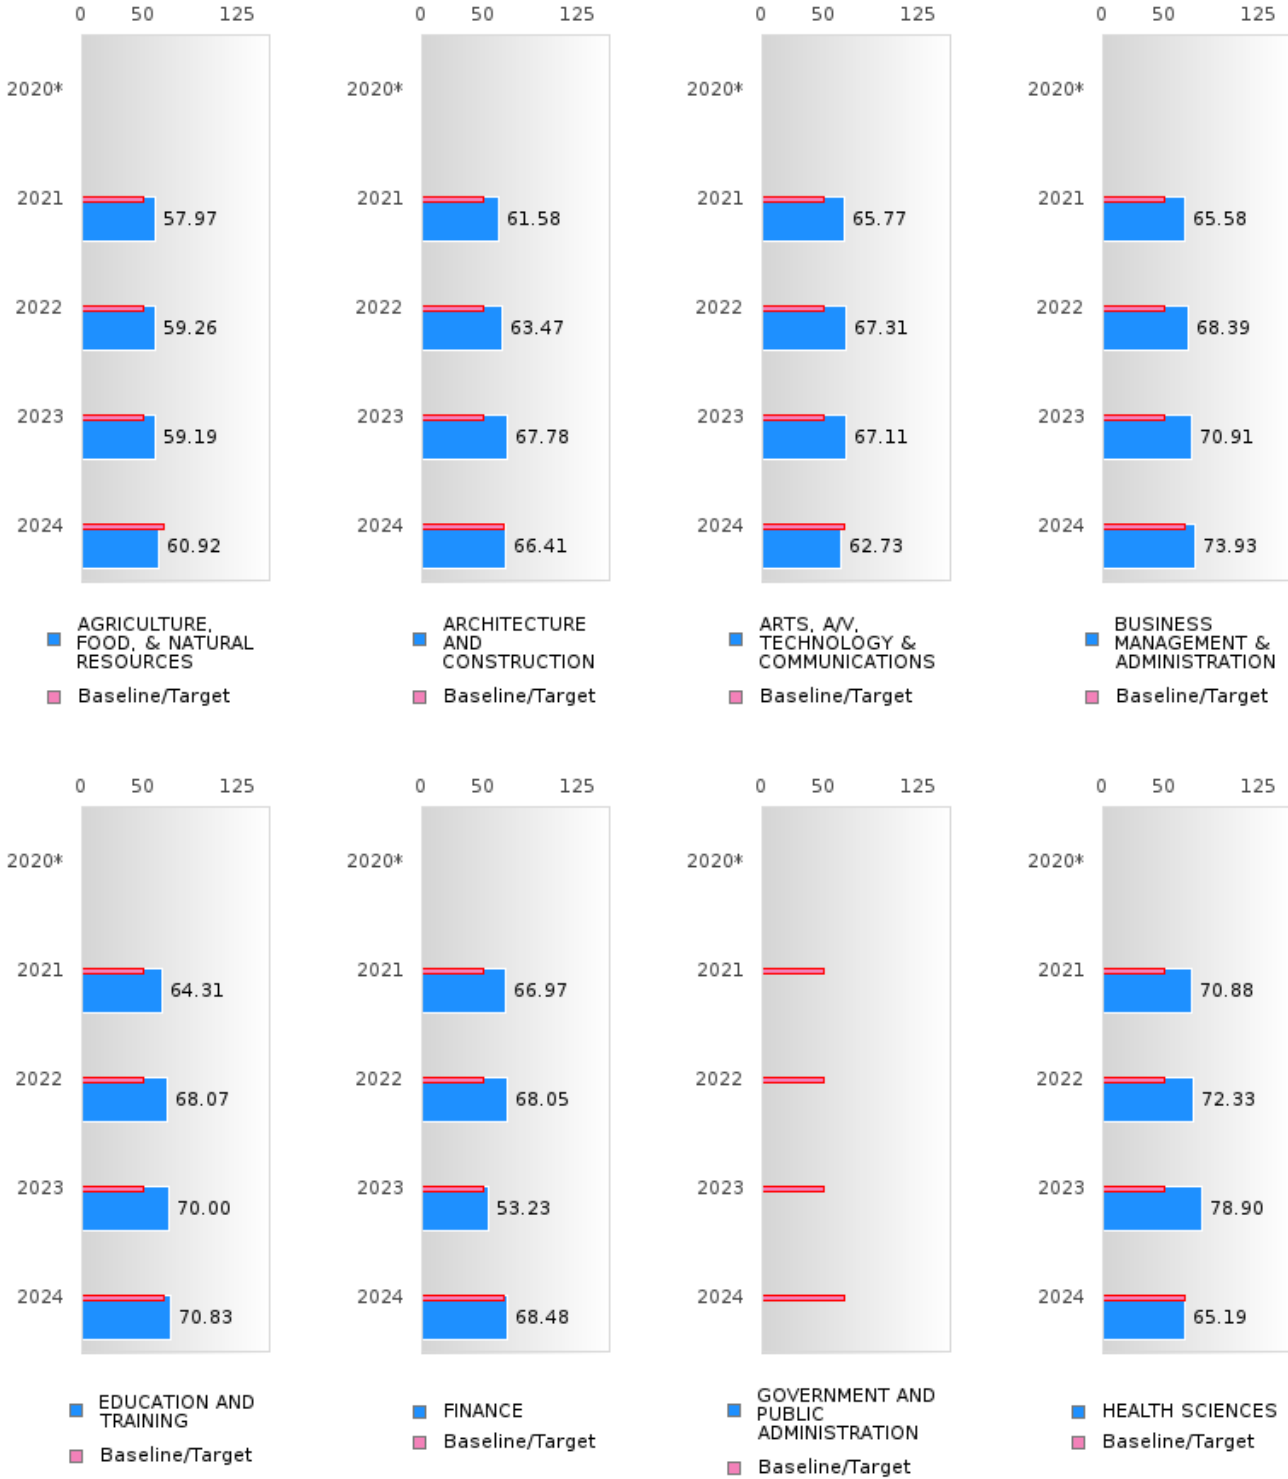 0 50 125 0 50 125 0 50 125 0 50 125
2020* 2020* 2020* 2020*
2021 2021 2021 2021
57.97 61.58 65.77 65.58
2022 2022 2022 2022
59.26 63.47 67.31 68.39
2023 2023 2023 2023
59.19 67.78 67.11 70.91
2024 2024 2024 2024
60.92 66.41 62.73 73.93
AGRICULTURE,
FOOD, & NATURAL
RESOURCES
Baseline/Target
ARCHITECTURE
AND
CONSTRUCTION
Baseline/Target
ARTS, A/V,
TECHNOLOGY &
COMMUNICATIONS
Baseline/Target
BUSINESS
MANAGEMENT &
ADMINISTRATION
Baseline/Target
0 50 125 0 50 125 0 50 125 0 50 125
2020* 2020* 2020* 2020*
2021 2021 2021 2021
64.31 66.97 70.88
2022 2022 2022 2022
68.07 68.05 72.33
2023 2023 2023 2023
70.00 53.23 78.90
2024 2024 2024 2024
70.83 68.48 65.19
EDUCATION AND
TRAINING
Baseline/Target
FINANCE
Baseline/Target
GOVERNMENT AND
PUBLIC
ADMINISTRATION
Baseline/Target
HEALTH SCIENCES
Baseline/Target